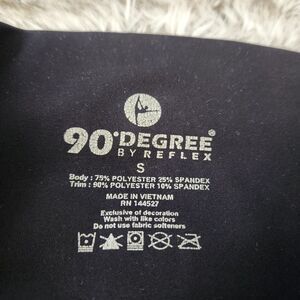 90°DEGREE®
BY REFLEX
S
Body : 75% POLYESTER 25% SPANDEX
Trim : 90% POLYESTER 10% SPANDEX
MADE IN VIETNAM
RN 144527
Exclusive of decoration
Wash with like colors
Do not use fabric softeners